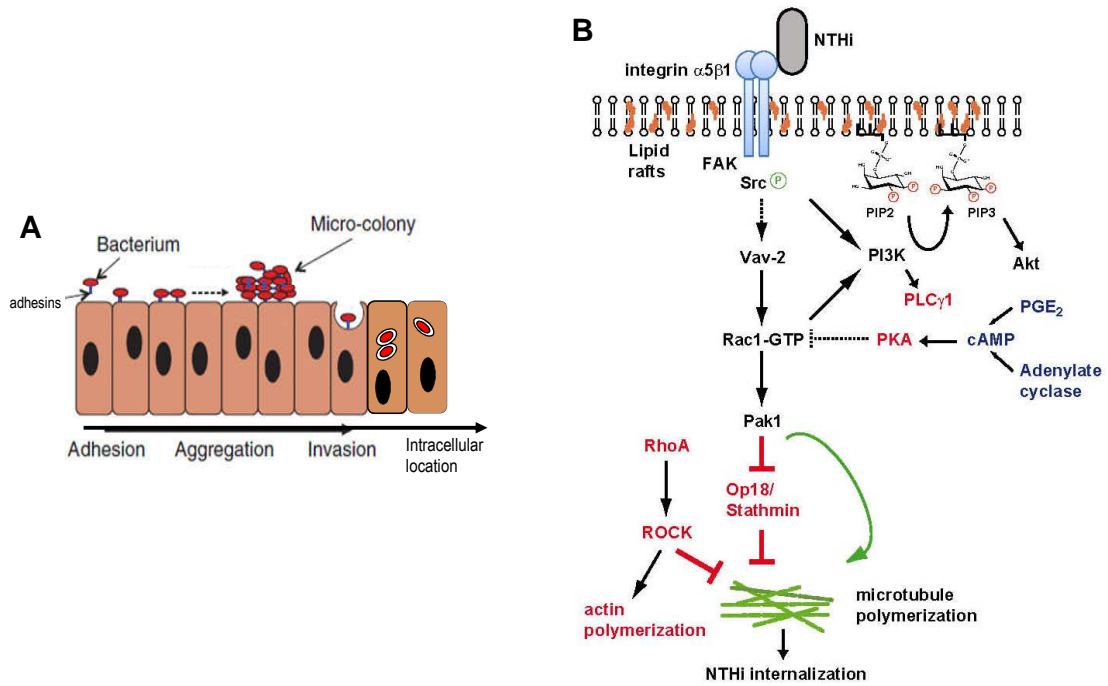 A
Bacterium
Micro-colony
adhesins
Adhesion
Aggregation
Invasion
Intracellular
location
B
NTHi
integrin α5β1
Lipid
rafts
FAK
Src P
PIP2
PIP3
Vav-2
PI3K
Akt
PLCγ1
PGE2
Rac1-GTP
PKA
cAMP
Adenylate
cyclase
Pak1
RhoA
Op18/
Stathmin
ROCK
actin
polymerization
microtubule
polymerization
NTHi internalization